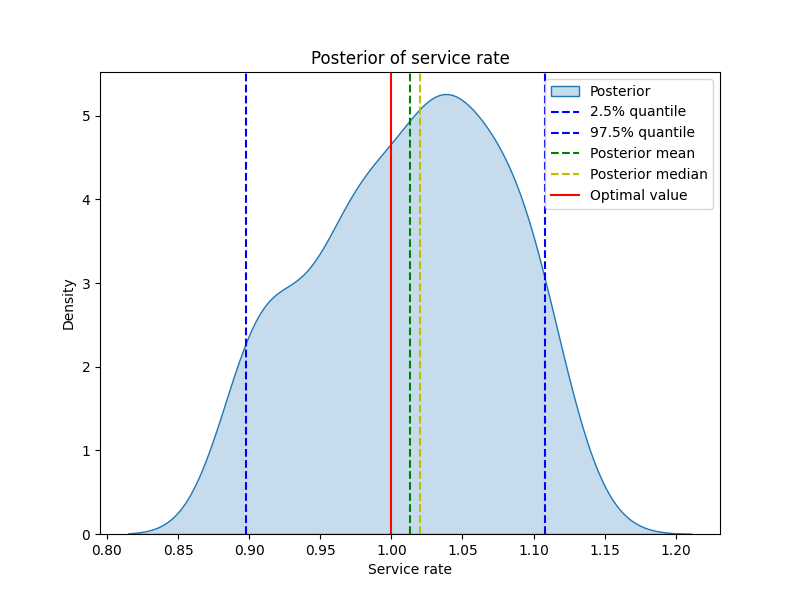 Posterior of service rate
Posterior
2.5% quantile
97.5% quantile
Posterior mean
Posterior median
Optimal value
Density
5
4
3
2
1
0
0.80 0.85 0.90 0.95 1.00 1.05 1.10 1.15 1.20
Service rate